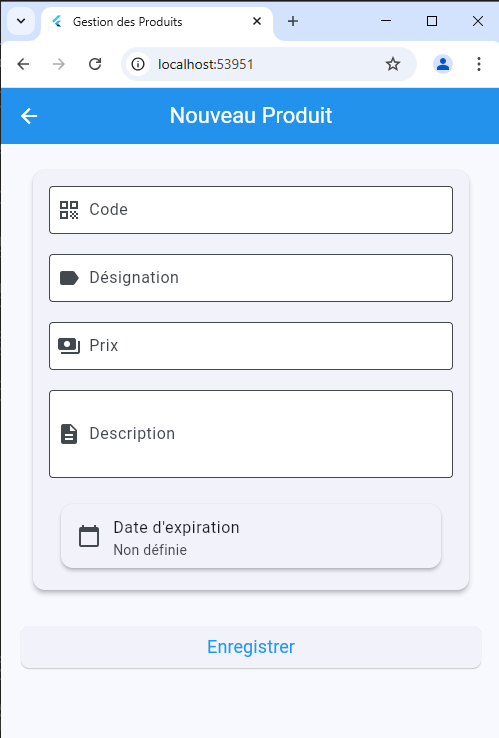 Gestion des Produits
localhost:53951
Nouveau Produit
Code
Désignation
Prix
Description
Date d'expiration
Non définie
Enregistrer